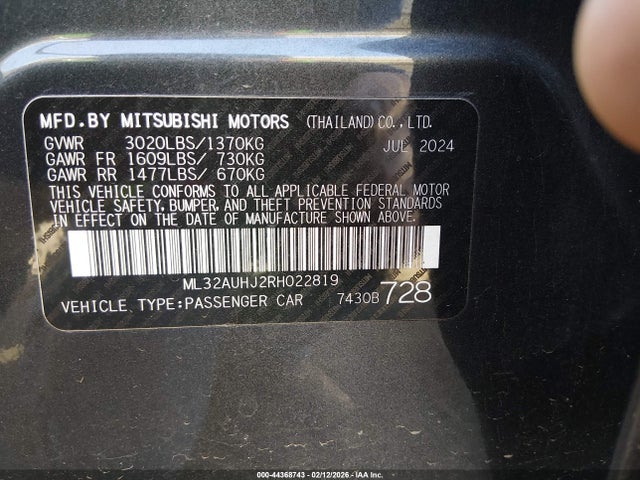 MFD.BY MITSUBISHI MOTORS (THAILAND) CO.,LTD.
GVWR 3020LBS/1370KG JUL 2024
GAWR FR 1609LBS/ 730KG
GAWR RR 1477LBS/ 670KG
THIS VEHICLE CONFORMS TO ALL APPLICABLE FEDERAL MOTOR
VEHICLE SAFETY, BUMPER, AND THEFT PREVENTION STANDARDS
IN EFFECT ON THE DATE OF MANUFACTURE SHOWN ABOVE.
ML32AUHJ2RH022819
VEHICLE TYPE:PASSENGER CAR 7430B 728
000-44368743 - 02/12/2026 - IAA Inc.